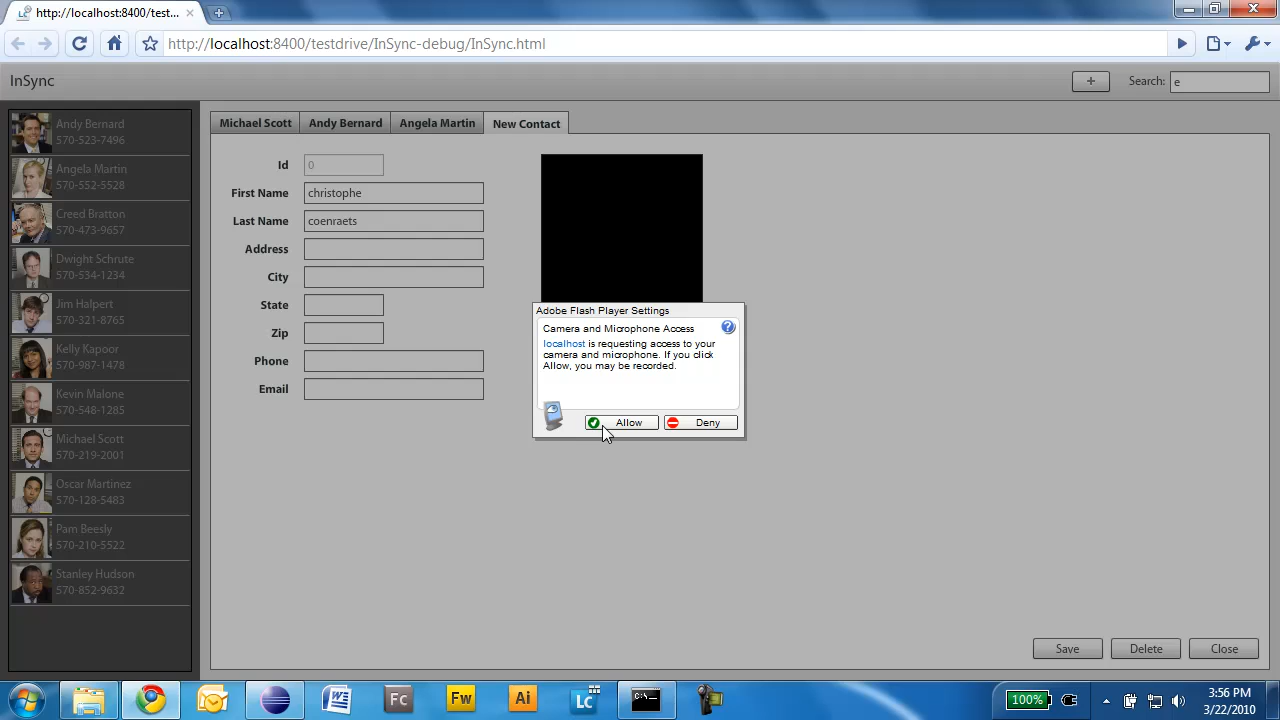 http://localhost:8400/test...
http://localhost:8400/testdrive/InSync-debug/InSync.html
InSync
+
Search:
e
Andy Bernard
570-523-7496
Angela Martin
570-552-5528
Creed Bratton
570-473-9657
Dwight Schrute
570-534-1234
Jim Halpert
570-321-8765
Kelly Kapoor
570-987-1478
Kevin Malone
570-548-1285
Michael Scott
570-219-2001
Oscar Martinez
570-128-5483
Pam Beesly
570-210-5522
Stanley Hudson
570-852-9632
Michael Scott
Andy Bernard
Angela Martin
New Contact
Id
0
First Name
christophe
Last Name
coenraets
Address
City
State
Zip
Phone
Email
Adobe Flash Player Settings
Camera and Microphone Access
?
localhost is requesting access to your
camera and microphone. If you click
Allow, you may be recorded.
Allow
Deny
Save
Delete
Close
Fc
Fw
Ai
LC
C:\
100%
3:56 PM
3/22/2010